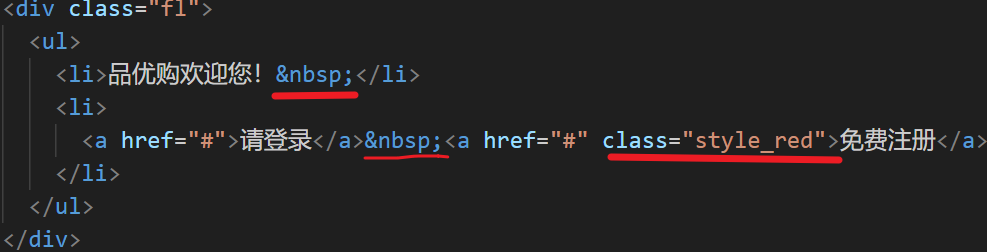 <div class="fl">
<ul>
<li>品优购欢迎您！&nbsp;</li>
<li>
<a href="#">请登录</a>&nbsp;<a href="#" class="style_red">免费注册</a>
</li>
</ul>
</div>